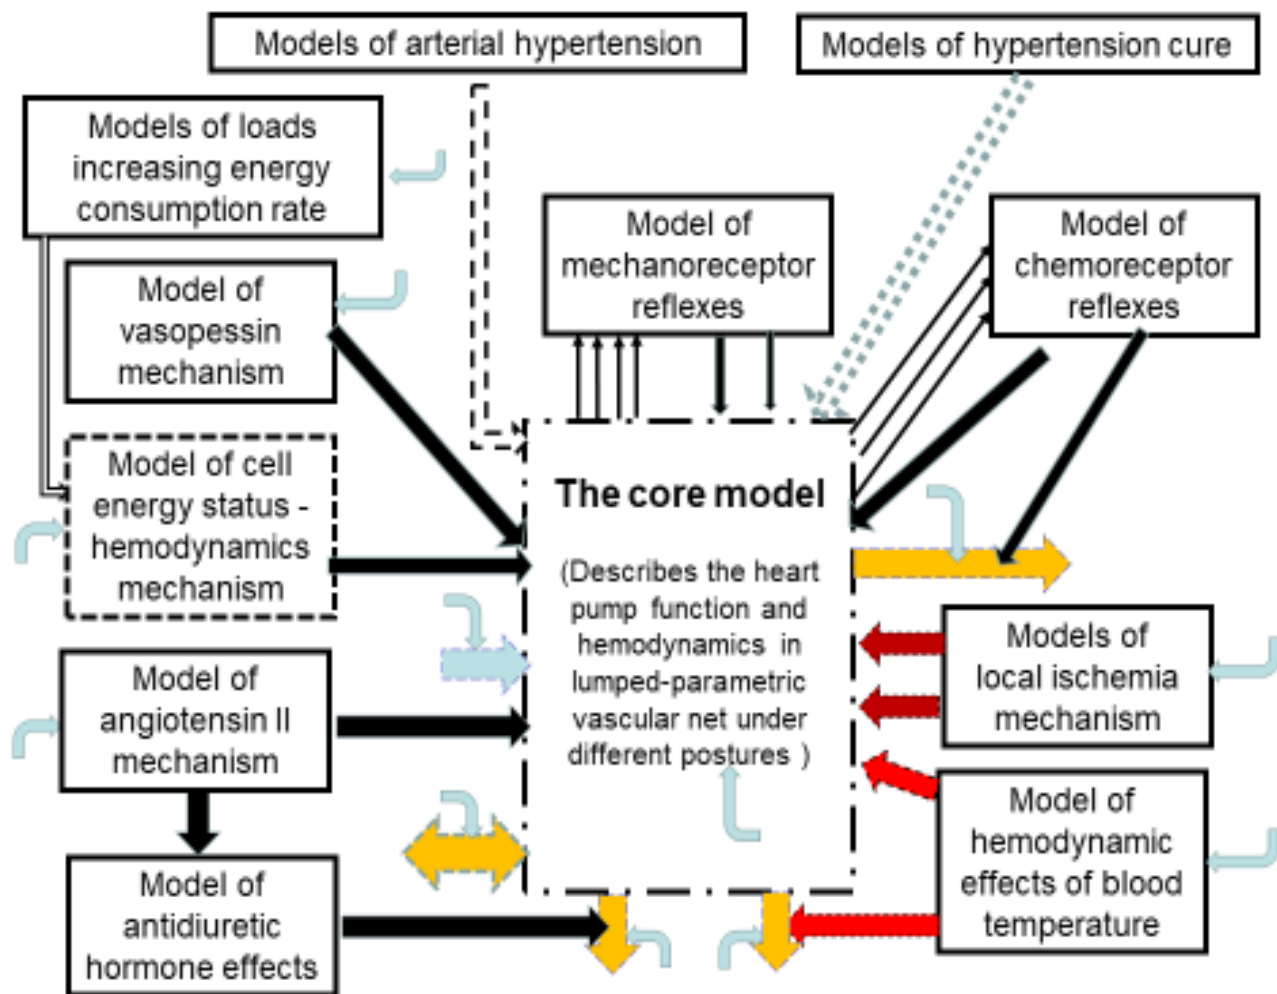 Models of arterial hypertension
Models of hypertension cure
Models of loads
increasing energy
consumption rate
Model of
mechanoreceptor
reflexes
Model of
chemoreceptor
reflexes
Model of
vasopessin
mechanism
Model of cell
energy status -
hemodynamics
mechanism
The core model
(Describes the heart
pump function and
hemodynamics in
lumped-parametric
vascular net under
different postures )
Model of
angiotensin II
mechanism
Models of
local ischemia
mechanism
Model of
hemodynamic
effects of blood
temperature
Model of
antidiuretic
hormone effects